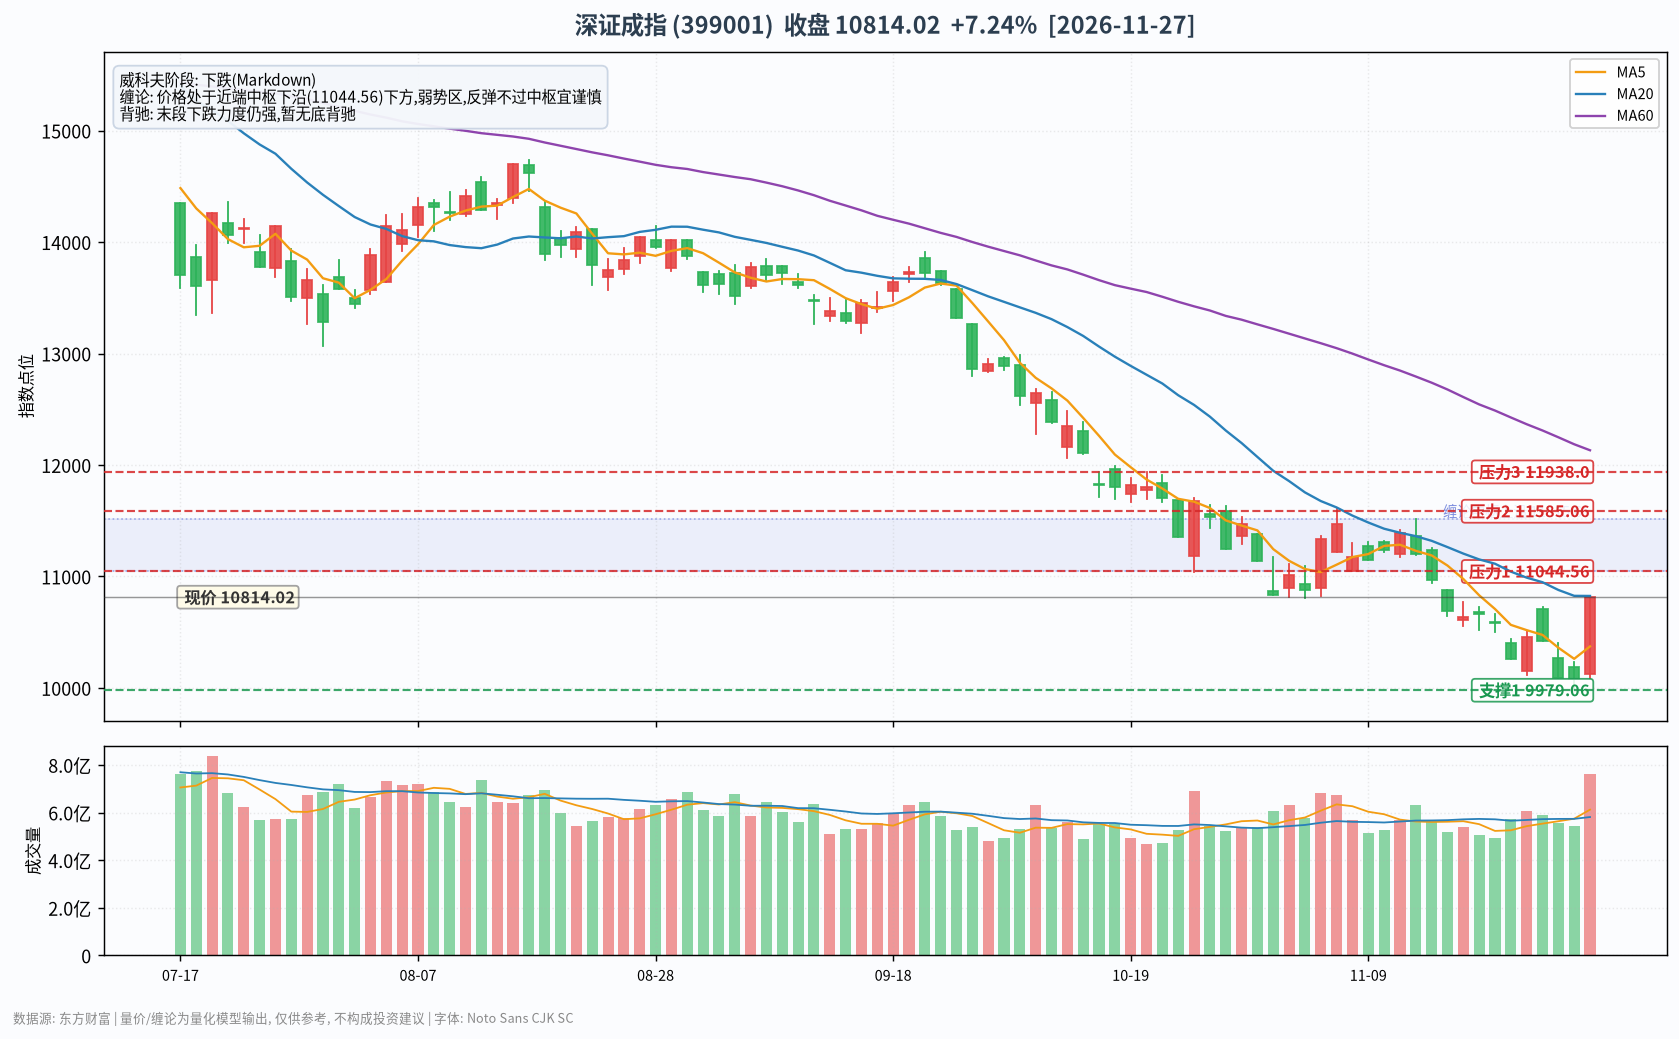 深证成指 (399001)  收盘 10814.02  +7.24%  [2026-11-27]
威科夫阶段: 下跌(Markdown)
缠论: 价格处于近端中枢下沿(11044.56)下方,弱势区,反弹不过中枢宜谨慎
背驰: 末段下跌力度仍强,暂无底背驰
MA5
MA20
MA60
指数点位
15000
14000
13000
12000
11000
10000
压力3 11938.0
缠
压力2 11585.06
压力1 11044.56
现价 10814.02
支撑1 9979.06
成交量
8.0亿
6.0亿
4.0亿
2.0亿
0
07-17
08-07
08-28
09-18
10-19
11-09
数据源: 东方财富 | 量价/缠论为量化模型输出, 仅供参考, 不构成投资建议 | 字体: Noto Sans CJK SC